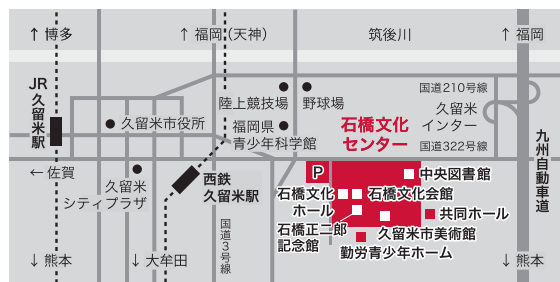 ↑ 博多
↑ 福岡（天神）
筑後川
↑ 福岡
JR
久留米駅
国道210号線
陸上競技場
野球場
久留米
インター
久留米市役所
福岡県
青少年科学館
石橋文化
センター
国道322号線
九州自動車道
← 佐賀
久留米
シティプラザ
西鉄
久留米駅
P
中央図書館
石橋文化
ホール
石橋文化会館
石橋正二郎
記念館
共同ホール
久留米市美術館
勤労青少年ホーム
国道3号線
↓ 熊本
↓ 大牟田
↓ 熊本